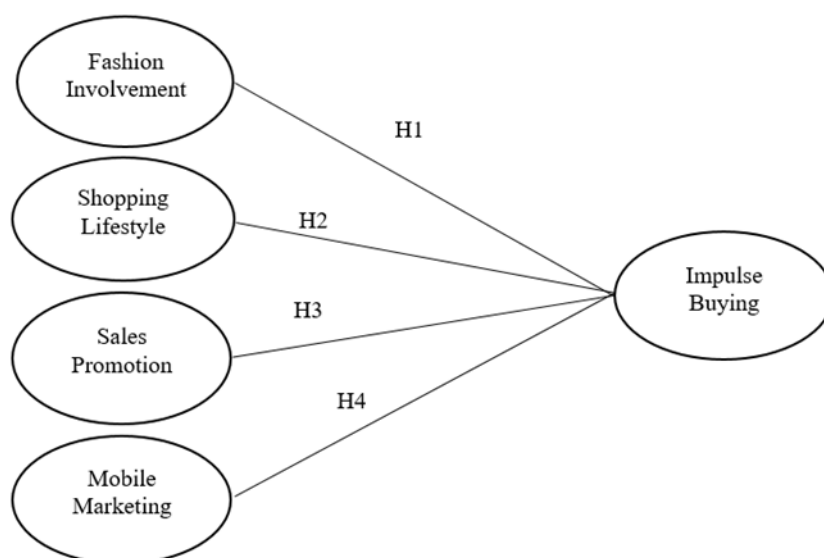 Fashion
Involvement
H1
Shopping
Lifestyle
H2
Impulse
Buying
H3
Sales
Promotion
H4
Mobile
Marketing